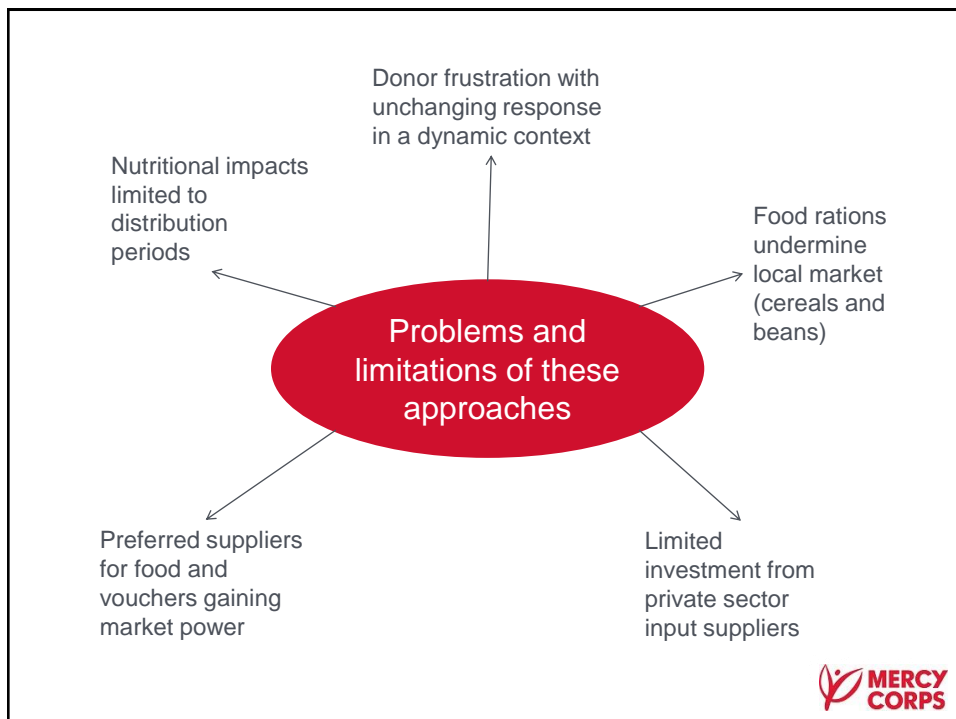 Donor frustration with
unchanging response
in a dynamic context
Nutritional impacts
limited to
distribution
periods
Food rations
undermine
local market
(cereals and
beans)
Problems and
limitations of these
approaches
Preferred suppliers
for food and
vouchers gaining
market power
Limited
investment from
private sector
input suppliers
MERCY
CORPS